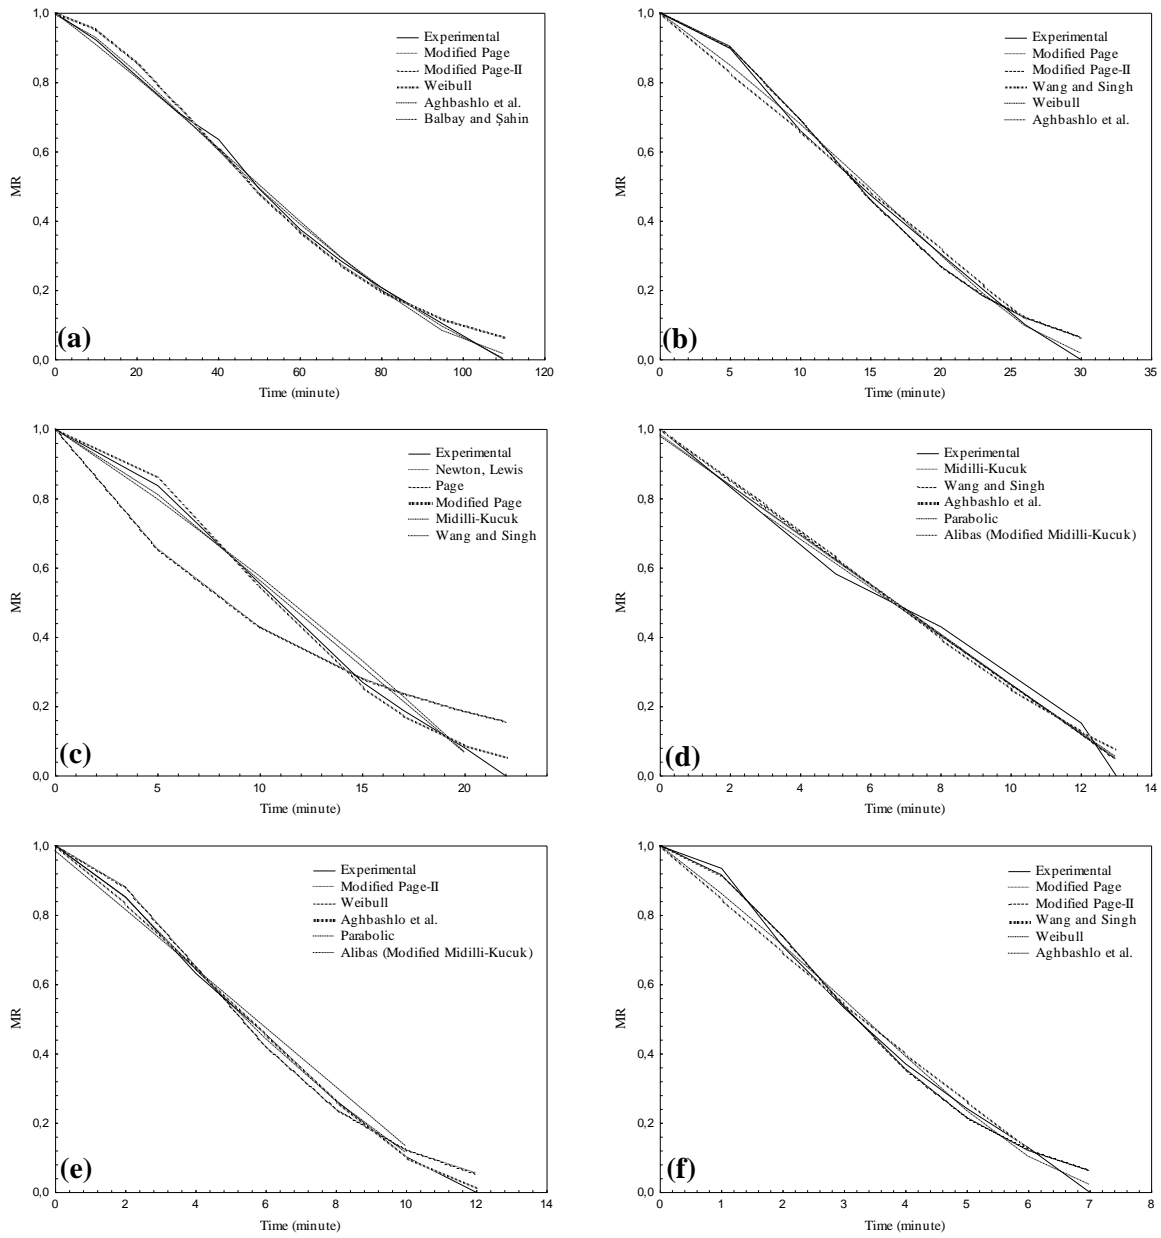 1,0
0,8
0,6
0,4
0,2
0,0
MR
Experimental
Modified Page
Modified Page-II
Weibull
Aghbashlo et al.
Balbay and Şahin
(a)
0 20 40 60 80 100 120
Time (minute)
1,0
0,8
0,6
0,4
0,2
0,0
MR
Experimental
Modified Page
Modified Page-II
Wang and Singh
Weibull
Aghbashlo et al.
(b)
0 5 10 15 20 25 30 35
Time (minute)
1,0
0,8
0,6
0,4
0,2
0,0
MR
Experimental
Newton, Lewis
Page
Modified Page
Midilli-Kucuk
Wang and Singh
(c)
0 5 10 15 20
Time (minute)
1,0
0,8
0,6
0,4
0,2
0,0
MR
Experimental
Midilli-Kucuk
Wang and Singh
Aghbashlo et al.
Parabolic
Alibas (Modified Midilli-Kucuk)
(d)
0 2 4 6 8 10 12 14
Time (minute)
1,0
0,8
0,6
0,4
0,2
0,0
MR
Experimental
Modified Page-II
Weibull
Aghbashlo et al.
Parabolic
Alibas (Modified Midilli-Kucuk)
(e)
0 2 4 6 8 10 12 14
Time (minute)
1,0
0,8
0,6
0,4
0,2
0,0
MR
Experimental
Modified Page
Modified Page-II
Wang and Singh
Weibull
Aghbashlo et al.
(f)
0 1 2 3 4 5 6 7 8
Time (minute)